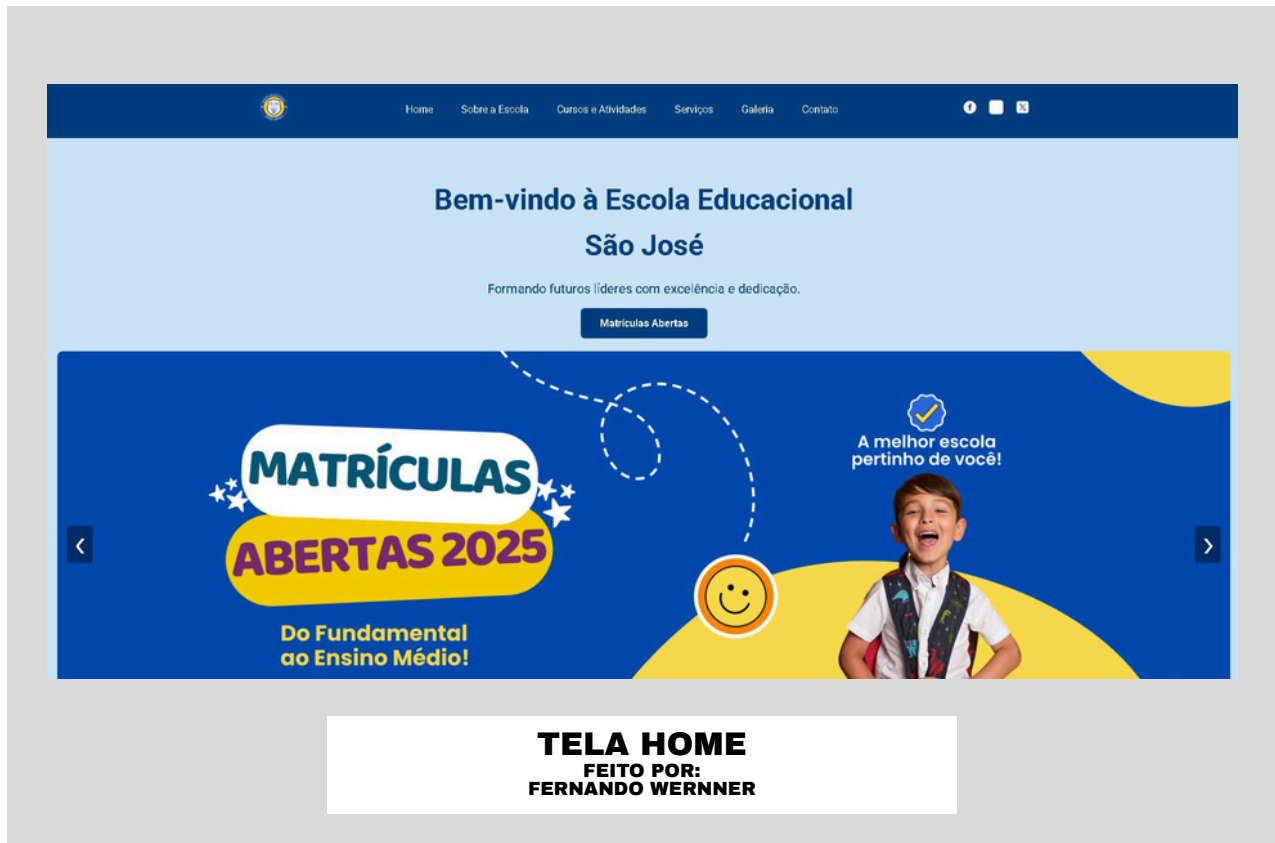 Home Sobre a Escola Cursos e Atividades Serviços Galeria Contato
Bem-vindo à Escola Educacional
São José
Formando futuros líderes com excelência e dedicação.
Matrículas Abertas
A melhor escola
pertinho de você!
MATRÍCULAS
ABERTAS 2025
Do Fundamental
ao Ensino Médio!
TELA HOME
FEITO POR:
FERNANDO WERNNER